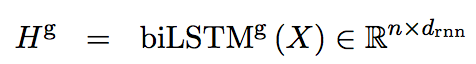 H^g = biLSTM^g (X) ∈ ℝ^{n×d_rnn}